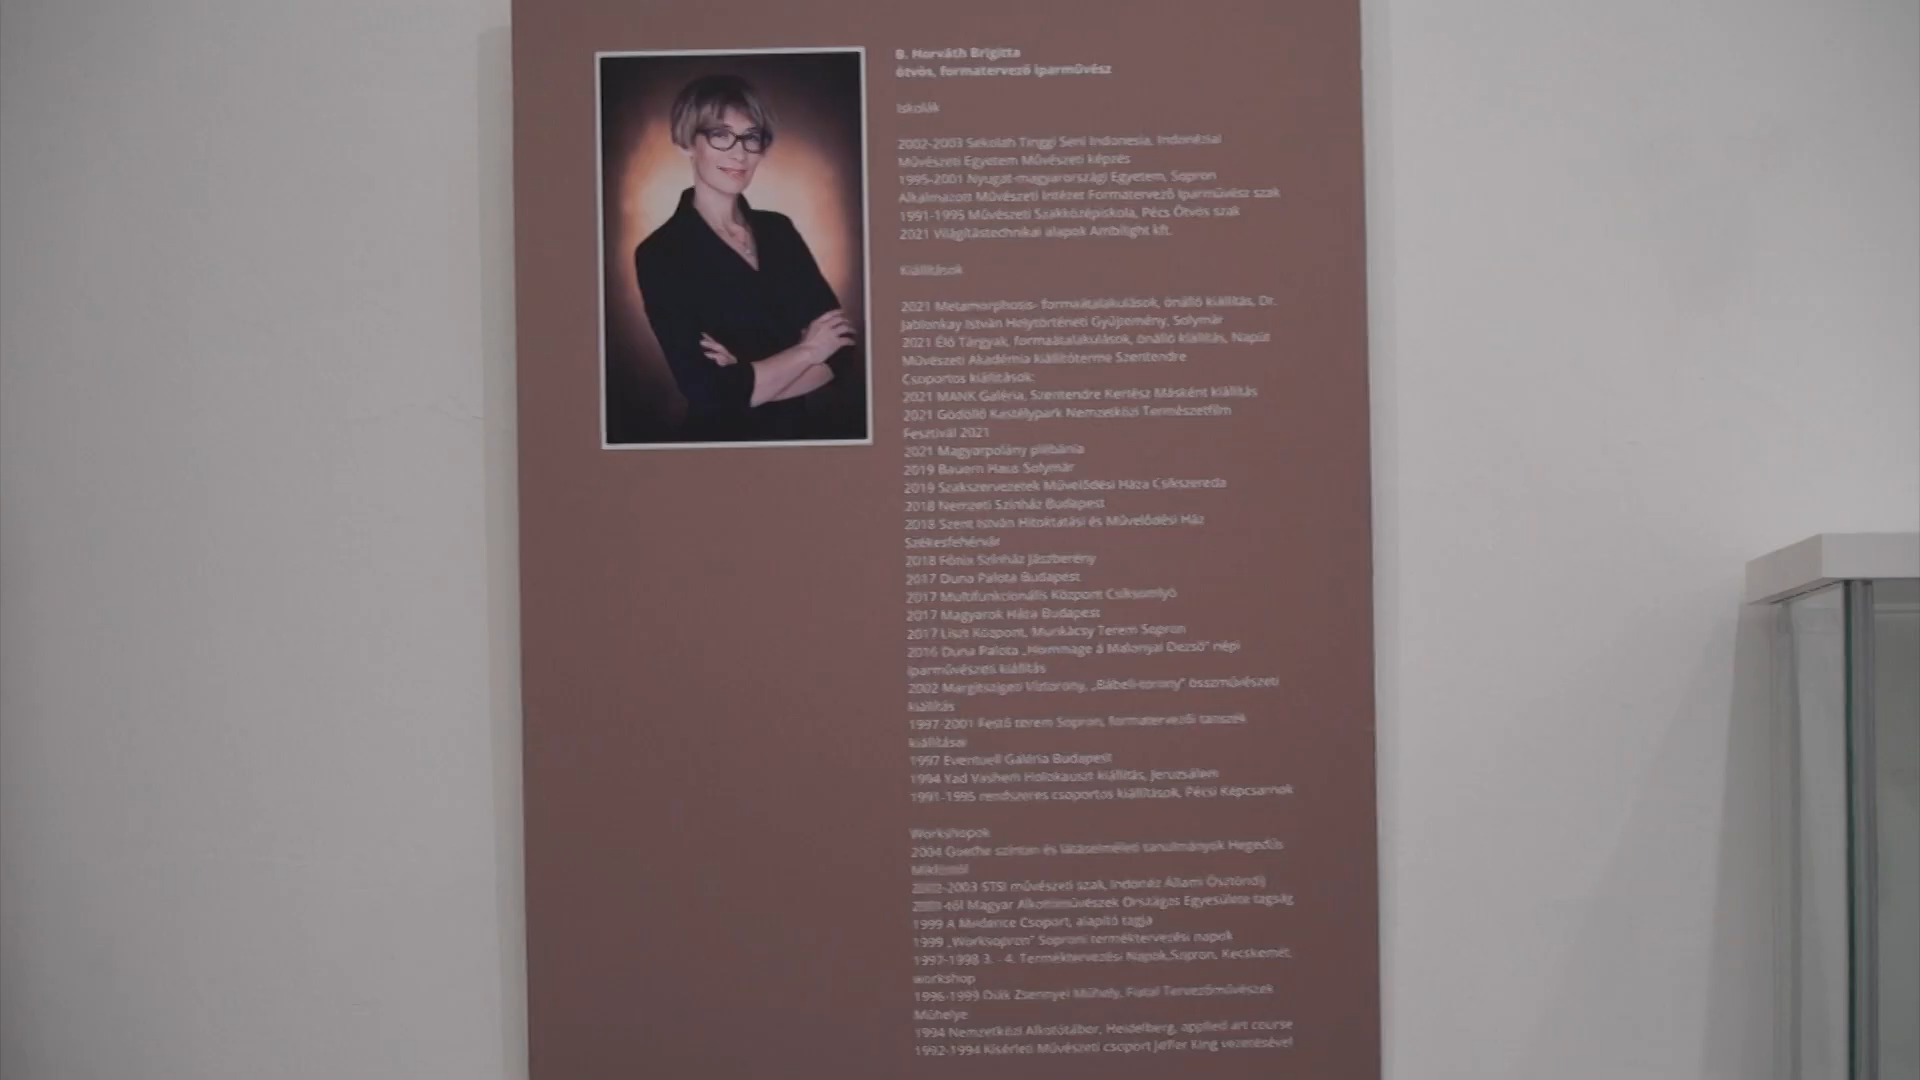 B. Horváth Brigitta
ötvös, formatervező iparművész
Iskolák
2002-2003 Sekolah Tinggi Seni Indonesia, Indonéziai
Művészeti Egyetem Művészeti képzés
1995-2001 Nyugat-magyarországi Egyetem, Sopron
Alkalmazott Művészeti Intézet Formatervező Iparművész szak
1991-1995 Művészeti Szakközépiskola, Pécs Ötvös szak
2021 Világítástechnikai alapok Ambilight kft.
Kiállítások
2021 Metamorphosis- formaátalakulások, önálló kiállítás, Dr.
Jablonkay István Helytörténeti Gyűjtemény, Solymár
2021 Élő Tárgyak, formaátalakulások, önálló kiállítás, Napút
Művészeti Akadémia kiállítóterme Szentendre
Csoportos kiállítások:
2021 MANK Galéria, Szentendre Kertész Másként kiállítás
2021 Gödöllő Kastélypark Nemzetközi Természetfilm
Fesztivál 2021
2021 Magyarpolány plébánia
2019 Bauern Haus Solymár
2019 Szakszervezetek Művelődési Háza Csíkszereda
2018 Nemzeti Színház Budapest
2018 Szent István Hitoktatási és Művelődési Ház
Székesfehérvár
2018 Főnix Színház Jászberény
2017 Duna Palota Budapest
2017 Multifunkcionális Központ Csíksomlyó
2017 Magyarok Háza Budapest
2017 Liszt Központ, Munkácsy Terem Sopron
2016 Duna Palota „Hommage á Malonyai Dezső" népi
iparművészeti kiállítás
2002 Margitszigeti Víztorony, „Bábeli-torony" összművészeti
kiállítás
1997-2001 Festő terem Sopron, formatervezői tanszék
kiállításai
1997 Eventuell Galéria Budapest
1994 Yad Vashem Holokauszt kiállítás, Jeruzsálem
1991-1995 rendszeres csoportos kiállítások, Pécsi Képcsarnok
Workshopok
2004 Goethe színtan és látáselméleti tanulmányok Hegedűs
Miklóstól
2002-2003 STSI művészeti szak, Indonéz Állami Ösztöndíj
-től Magyar Alkotóművészek Országos Egyesülete tagság
1999 A Csoport, alapító tagja
1999 „Worksopron" Soproni terméktervezési napok
1997-1998 3. - 4. Terméktervezési Napok,Sopron, Kecskemét,
workshop
1996-1999 Diák Zsennyei Műhely, Fiatal Tervezőművészek
Műhelye
1994 Nemzetközi Alkotótábor, Heidelberg, applied art course
1992-1994 Kísérleti Művészeti csoport Jeffer King vezetésével